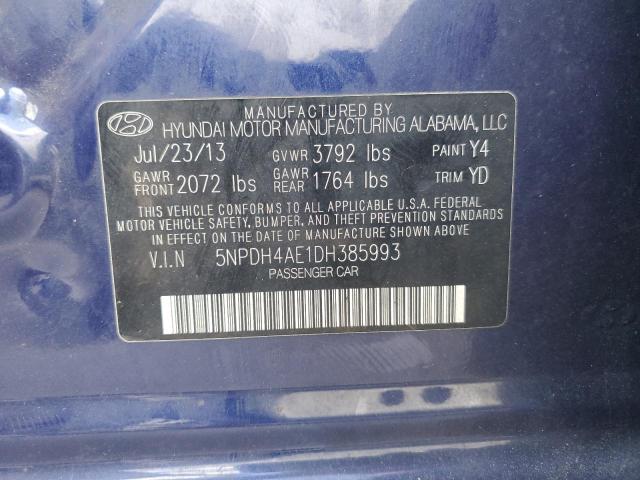 MANUFACTURED BY
HYUNDAI MOTOR MANUFACTURING ALABAMA, LLC
Jul/23/13 GVWR 3792 lbs PAINT Y4
GAWR FRONT 2072 lbs GAWR REAR 1764 lbs TRIM YD
THIS VEHICLE CONFORMS TO ALL APPLICABLE U.S.A. FEDERAL
MOTOR VEHICLE SAFETY, BUMPER, AND THEFT PREVENTION STANDARDS
IN EFFECT ON THE DATE OF MANUFACTURE SHOWN ABOVE
V.I.N 5NPDH4AE1DH385993
PASSENGER CAR